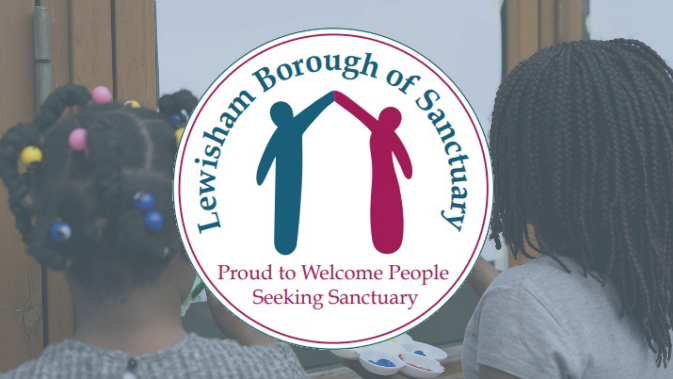 Lewisham Borough of Sanctuary
Proud to Welcome People
Seeking Sanctuary